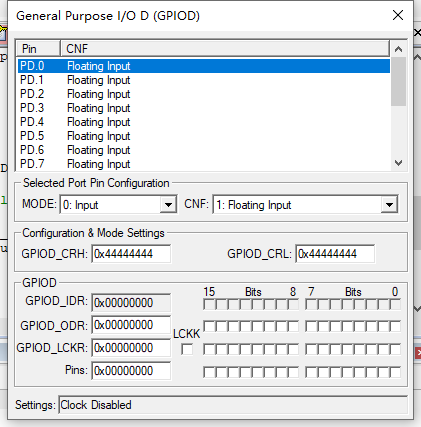 General Purpose I/O D (GPIOD)
Pin CNF
PD.0 Floating Input
PD.1 Floating Input
PD.2 Floating Input
PD.3 Floating Input
PD.4 Floating Input
PD.5 Floating Input
PD.6 Floating Input
PD.7 Floating Input
Selected Port Pin Configuration
MODE: 0: Input CNF: 1: Floating Input
Configuration & Mode Settings
GPIOD_CRH: 0x44444444 GPIOD_CRL: 0x44444444
GPIOD
15 Bits 8 7 Bits 0
GPIOD_IDR: 0x00000000
GPIOD_ODR: 0x00000000
LCKK
GPIOD_LCKR: 0x00000000
Pins: 0x00000000
Settings: Clock Disabled